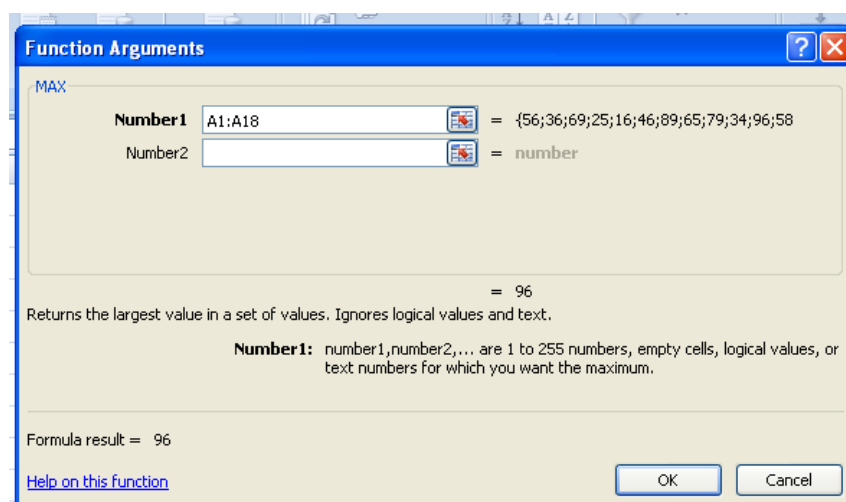 Function Arguments
MAX
Number1 A1:A18 = {56;36;69;25;16;46;89;65;79;34;96;58
Number2 = number
= 96
Returns the largest value in a set of values. Ignores logical values and text.
Number1: number1,number2,... are 1 to 255 numbers, empty cells, logical values, or
text numbers for which you want the maximum.
Formula result = 96
Help on this function
OK Cancel